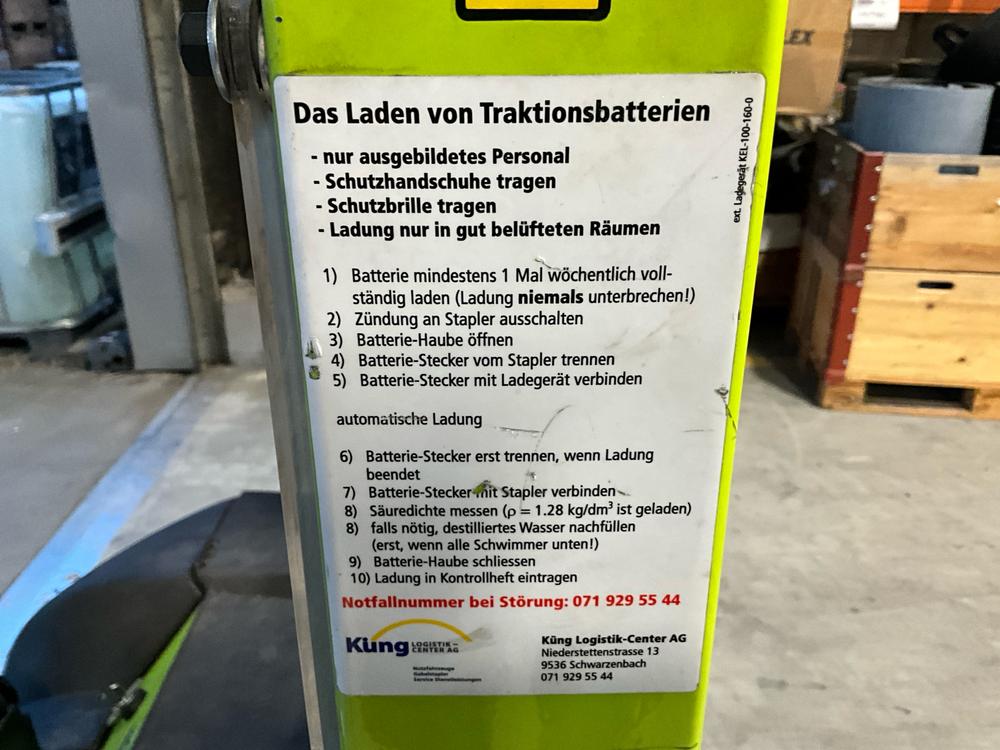 LEX
Das Laden von Traktionsbatterien
- nur ausgebildetes Personal
- Schutzhandschuhe tragen
- Schutzbrille tragen
- Ladung nur in gut belüfteten Räumen
ext. Ladegerät KEL-100-160-0
1) Batterie mindestens 1 Mal wöchentlich voll-
ständig laden (Ladung niemals unterbrechen!)
2) Zündung an Stapler ausschalten
3) Batterie-Haube öffnen
4) Batterie-Stecker vom Stapler trennen
5) Batterie-Stecker mit Ladegerät verbinden
automatische Ladung
6) Batterie-Stecker erst trennen, wenn Ladung
beendet
7) Batterie-Stecker mit Stapler verbinden
8) Säuredichte messen (ρ = 1.28 kg/dm³ ist geladen)
8) falls nötig, destilliertes Wasser nachfüllen
(erst, wenn alle Schwimmer unten!)
9) Batterie-Haube schliessen
10) Ladung in Kontrollheft eintragen
Notfallnummer bei Störung: 071 929 55 44
Küng LOGISTIK-
CENTER AG
Nutzfahrzeuge
Gabelstapler
Service Dienstleistungen
Küng Logistik-Center AG
Niederstettenstrasse 13
9536 Schwarzenbach
071 929 55 44